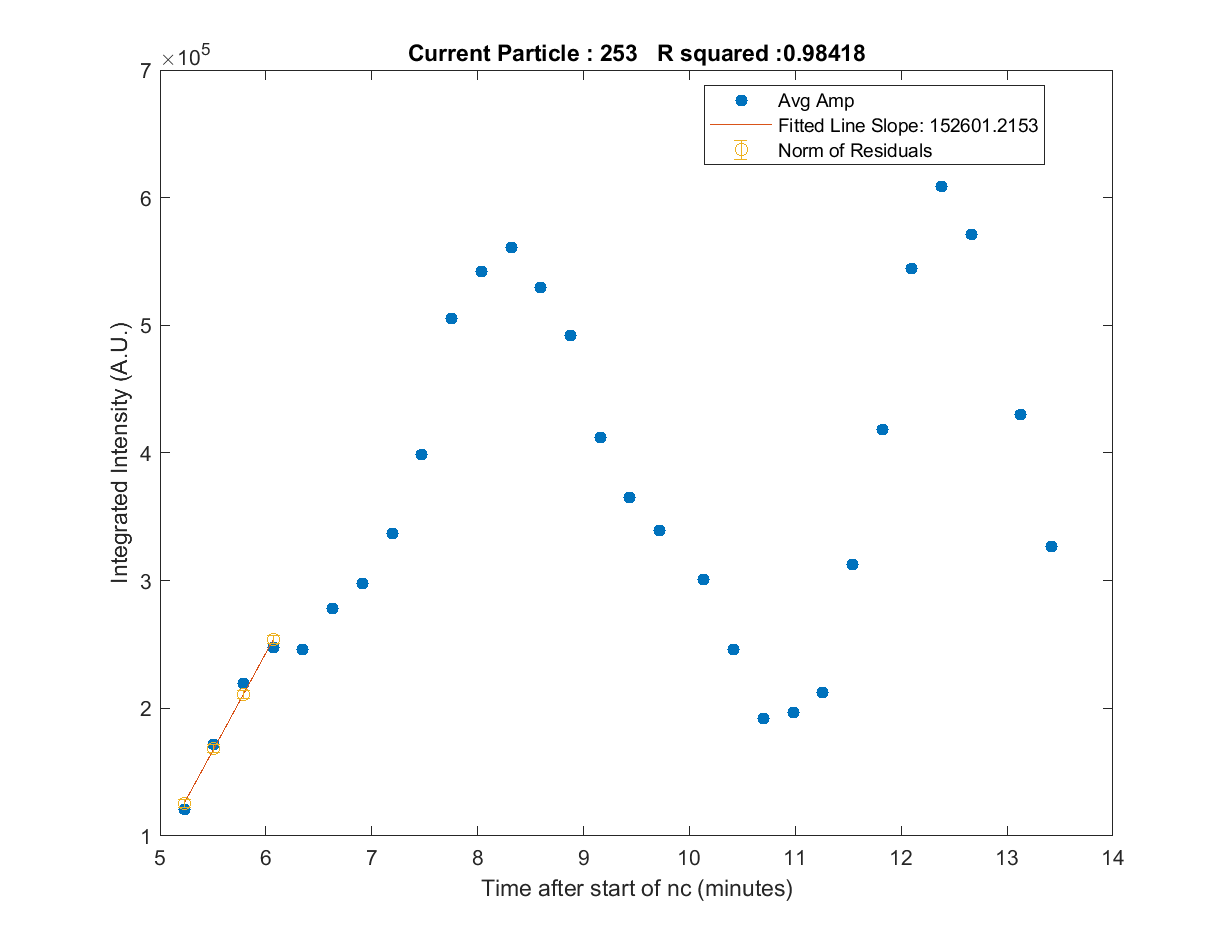 Current Particle : 253   R squared :0.98418
×10^5
Avg Amp
Fitted Line Slope: 152601.2153
Norm of Residuals
7
6
5
4
3
2
1
Integrated Intensity (A.U.)
5 6 7 8 9 10 11 12 13 14
Time after start of nc (minutes)